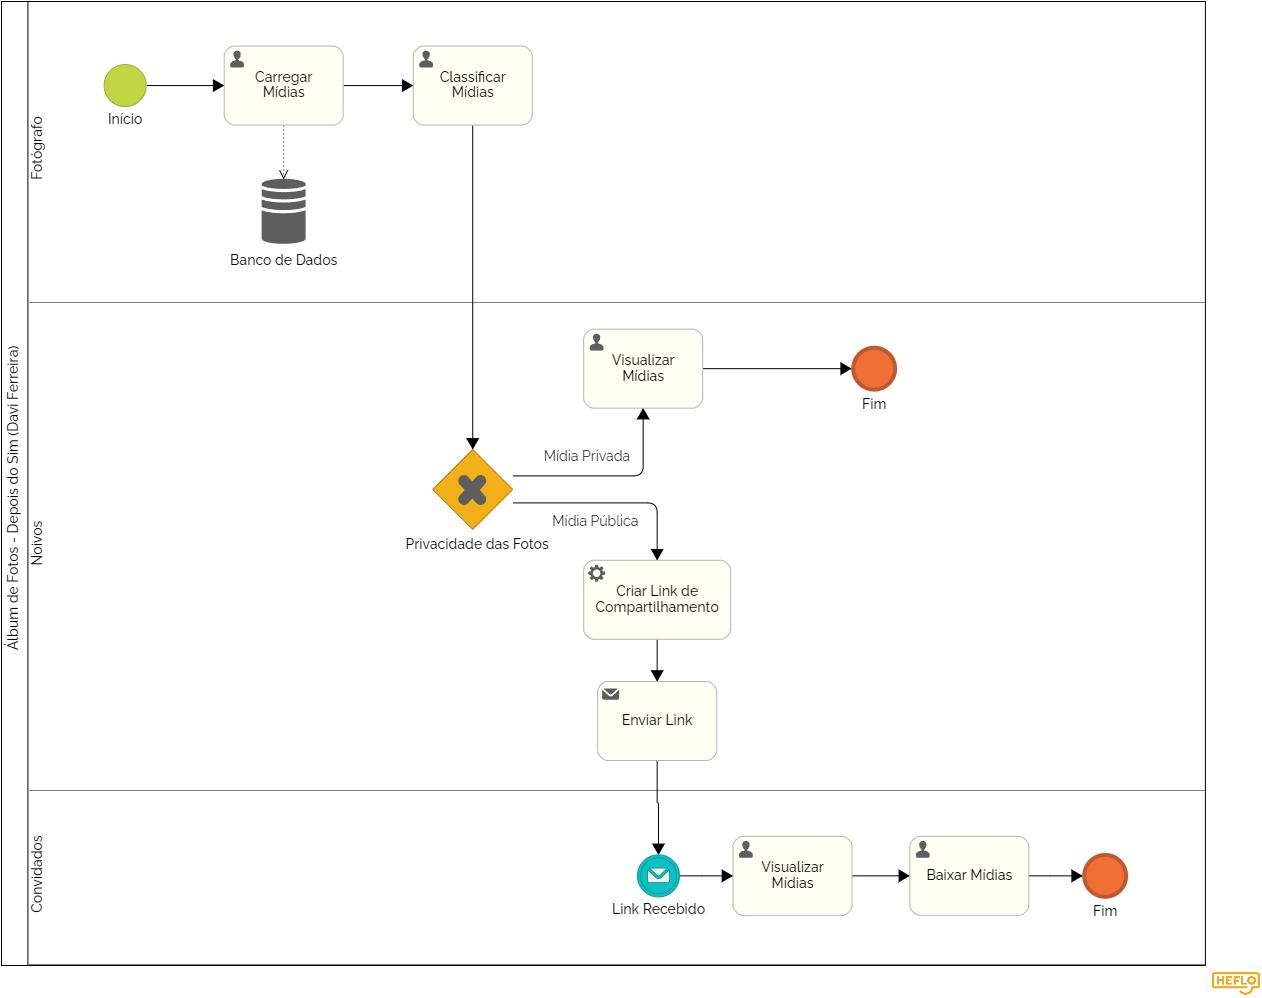 Álbum de Fotos - Depois do Sim (Davi Ferreira)
Fotógrafo
Início
Carregar
Mídias
Classificar
Mídias
Banco de Dados
Noivos
Visualizar
Mídias
Fim
Mídia Privada
Mídia Pública
Privacidade das Fotos
Criar Link de
Compartilhamento
Enviar Link
Convidados
Link Recebido
Visualizar
Mídias
Baixar Mídias
Fim
HEFLO